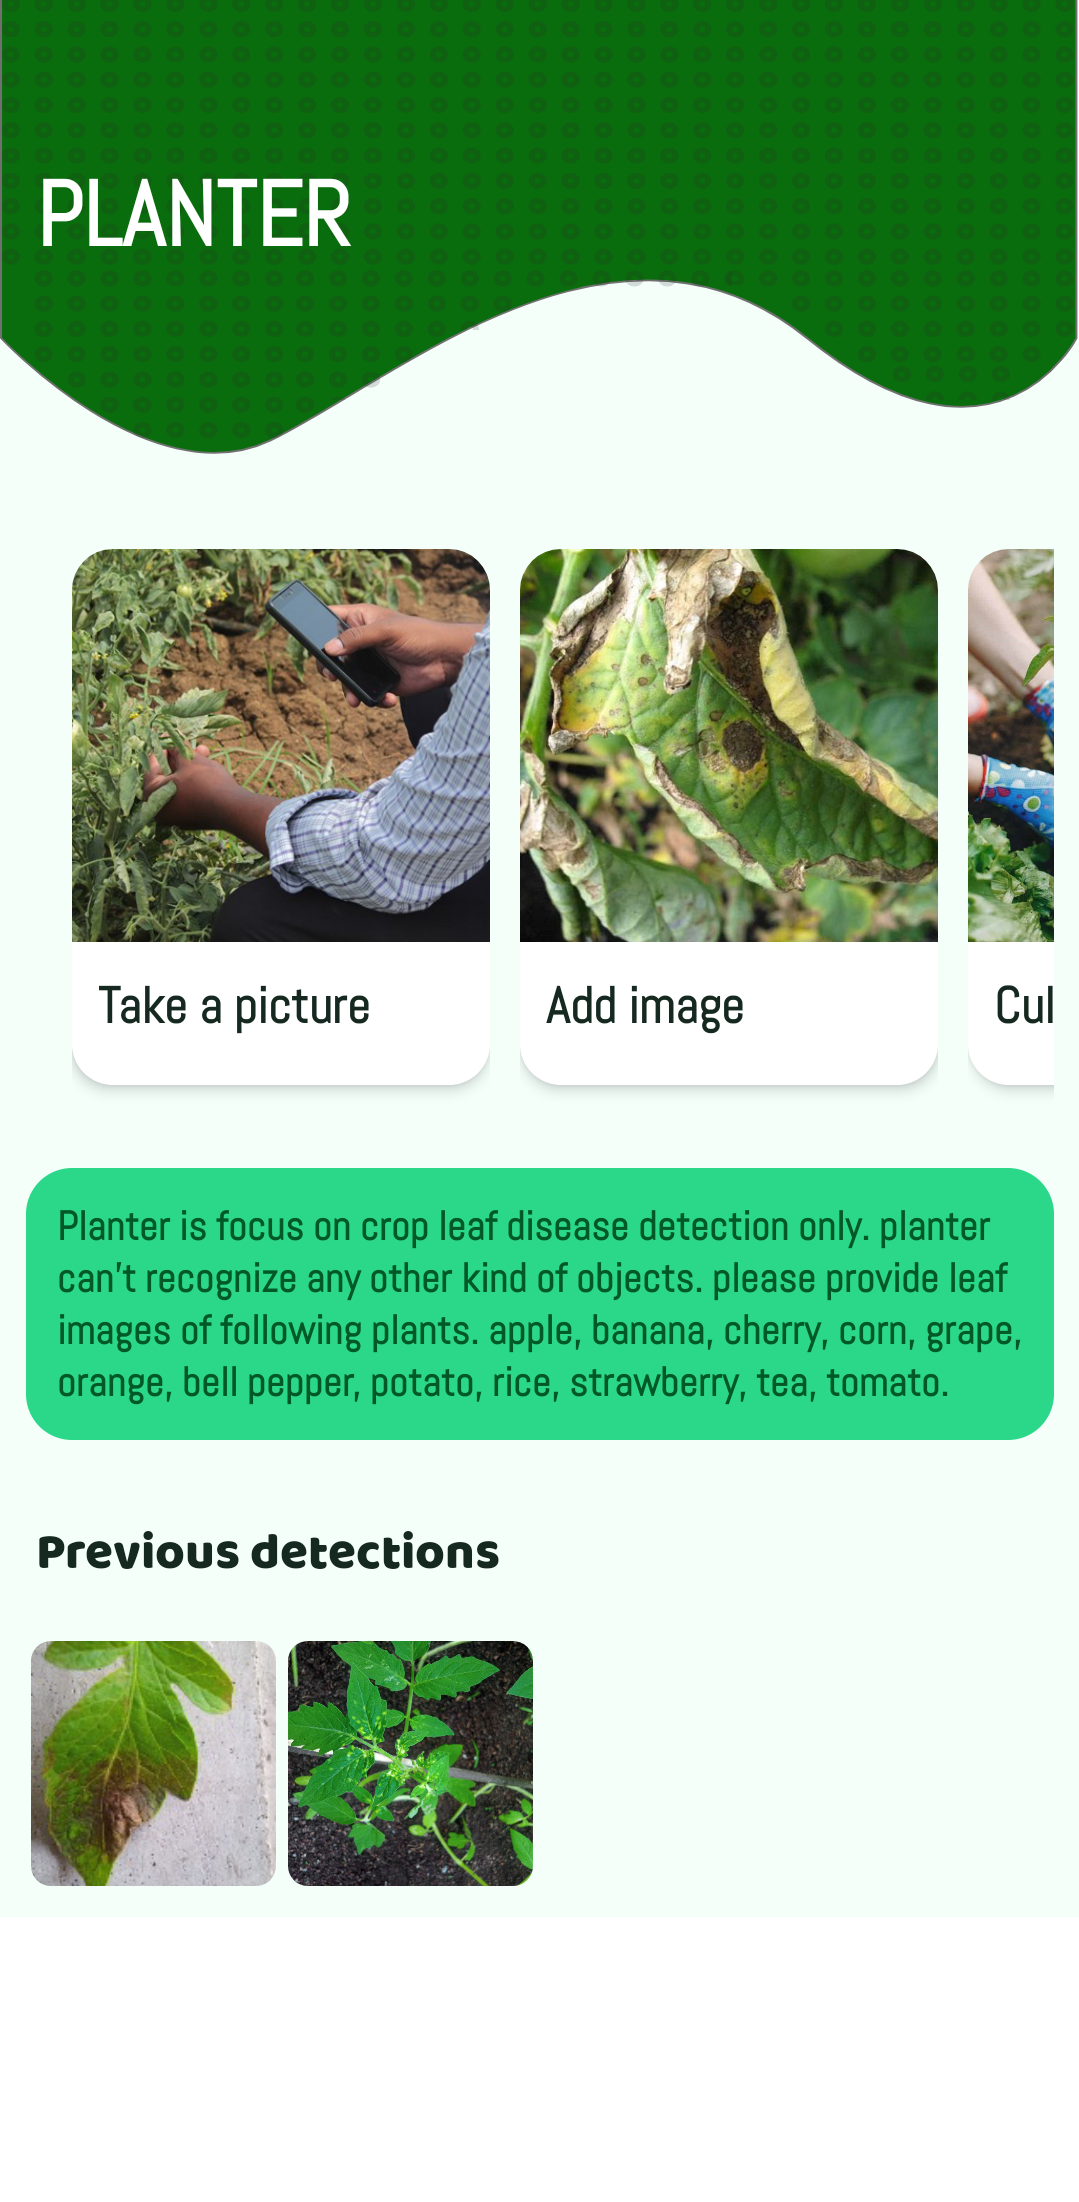 PLANTER
Take a picture
Add image
Cul
Planter is focus on crop leaf disease detection only. planter
can't recognize any other kind of objects. please provide leaf
images of following plants. apple, banana, cherry, corn, grape,
orange, bell pepper, potato, rice, strawberry, tea, tomato.
Previous detections